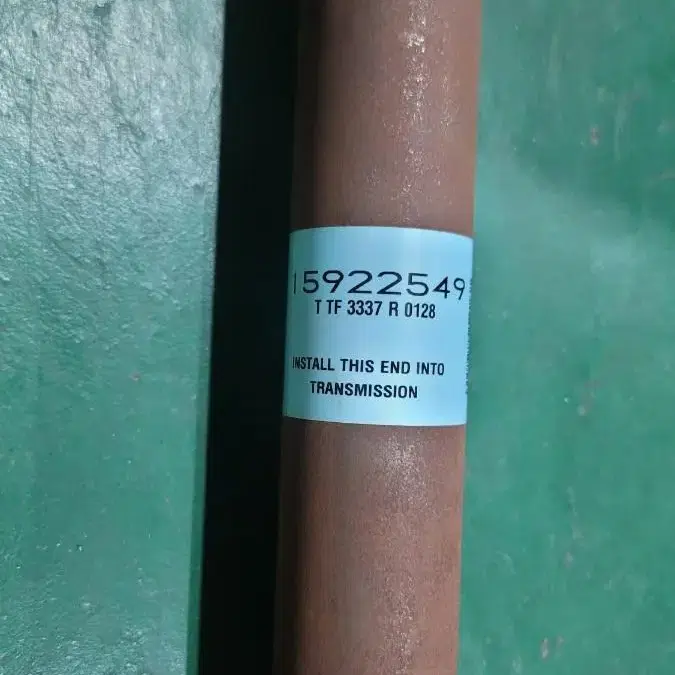 15922549
T TF 3337 R 0128
INSTALL THIS END INTO
TRANSMISSION